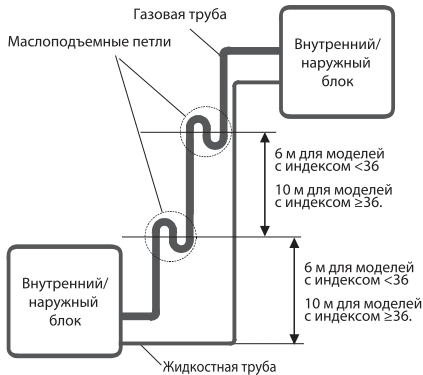 Газовая труба
Маслоподъемные петли
Внутренний/
наружный
блок
6 м для моделей
с индексом <36
10 м для моделей
с индексом ≥36.
Внутренний/
наружный
блок
6 м для моделей
с индексом <36
10 м для моделей
с индексом ≥36.
Жидкостная труба